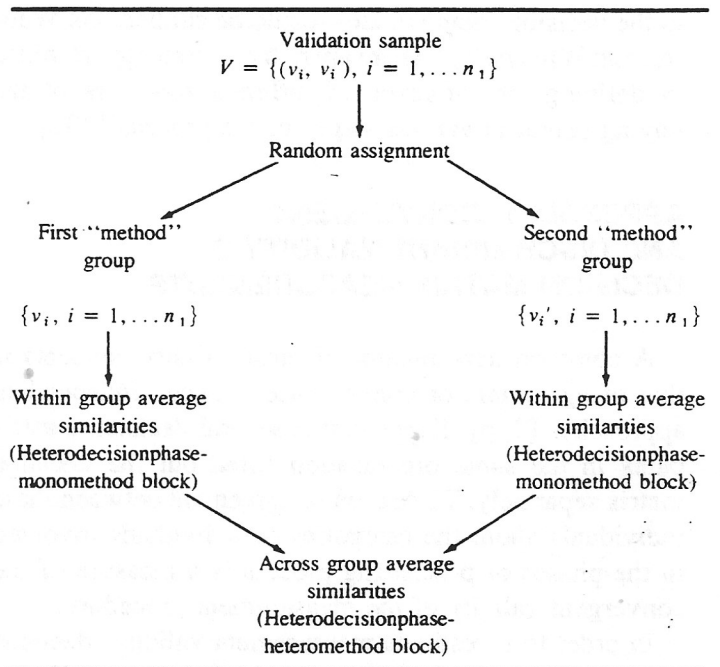 Validation sample
V = {(vᵢ, vᵢ′), i = 1, . . . n₁}
Random assignment
First ‘‘method’’
group
Second ‘‘method’’
group
{vᵢ, i = 1, . . . n₁}
{vᵢ′, i = 1, . . . n₁}
Within group average
similarities
(Heterodecisionphase-
monomethod block)
Within group average
similarities
(Heterodecisionphase-
monomethod block)
Across group average
similarities
(Heterodecisionphase-
heteromethod block)